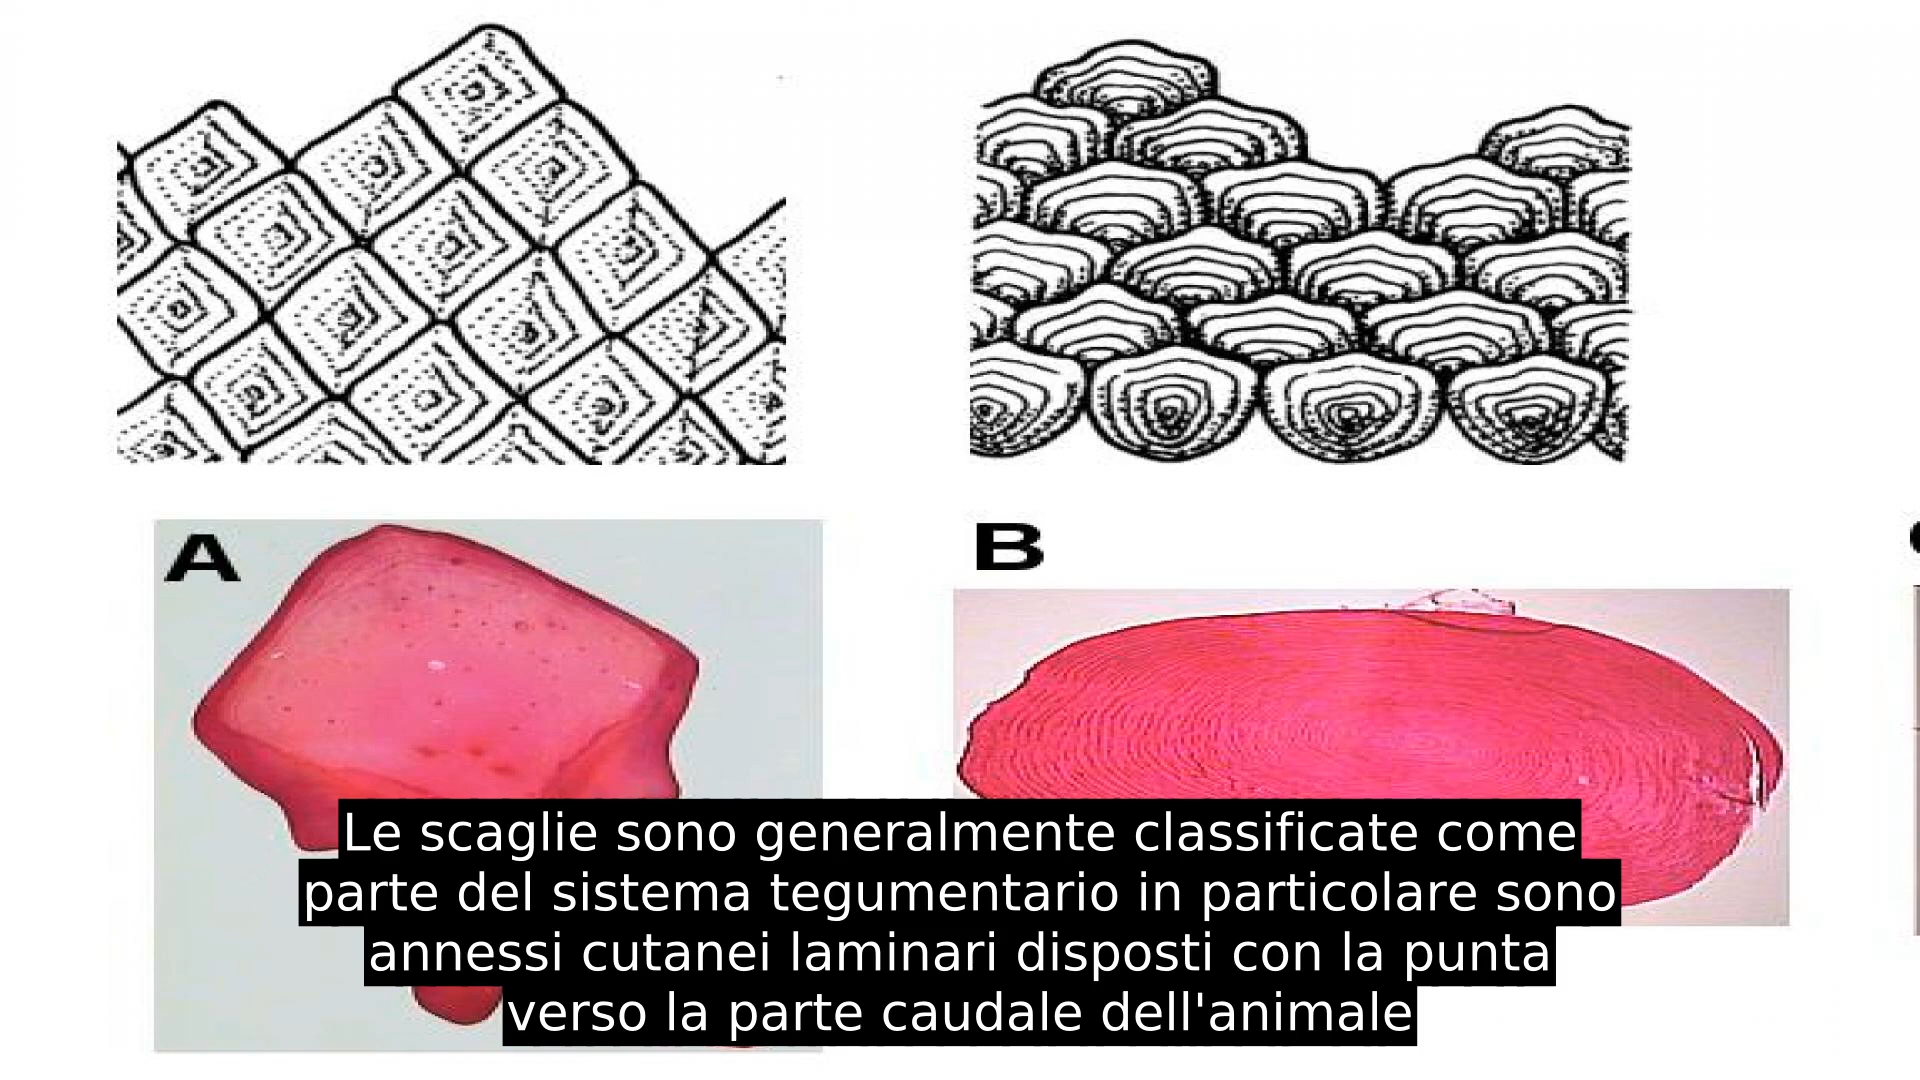 A
B
Le scaglie sono generalmente classificate come
parte del sistema tegumentario in particolare sono
annessi cutanei laminari disposti con la punta
verso la parte caudale dell'animale